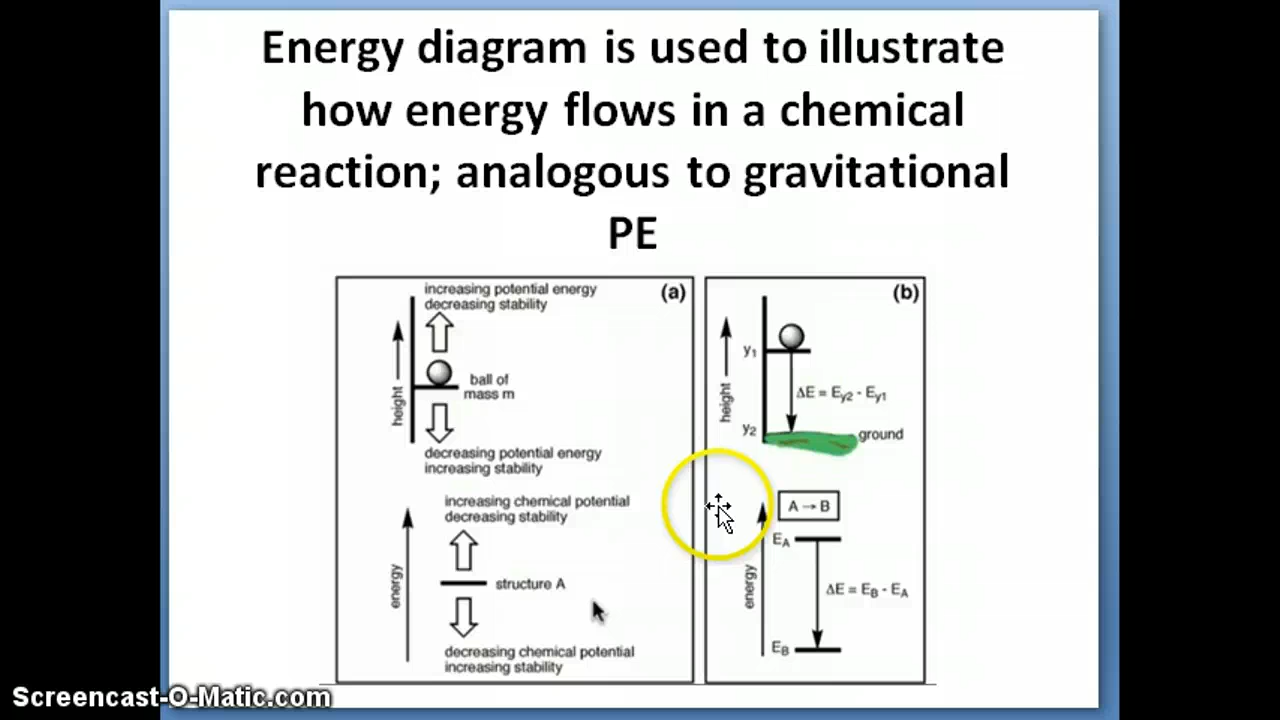 Energy diagram is used to illustrate
how energy flows in a chemical
reaction; analogous to gravitational
PE
(a)
increasing potential energy
decreasing stability
height
ball of
mass m
decreasing potential energy
increasing stability
increasing chemical potential
decreasing stability
energy
structure A
decreasing chemical potential
increasing stability
(b)
height
y₁
ΔE = Ey2 - Ey1
y₂
ground
A → B
energy
EA
ΔE = EB - EA
EB
Screencast-O-Matic.com